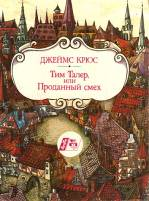 ДЖЕЙМС КРЮС
Тим Талер,
или
Проданный смех